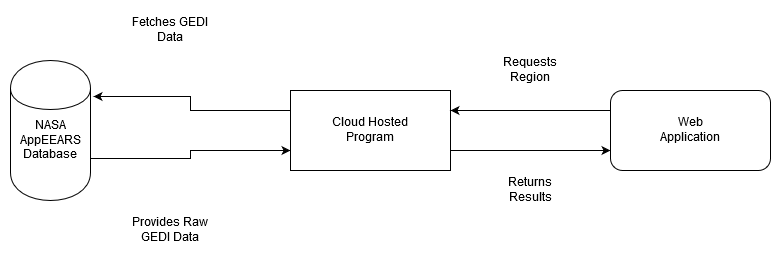 Fetches GEDI
Data
Requests
Region
NASA
AppEEARS
Database
Cloud Hosted
Program
Web
Application
Returns
Results
Provides Raw
GEDI Data